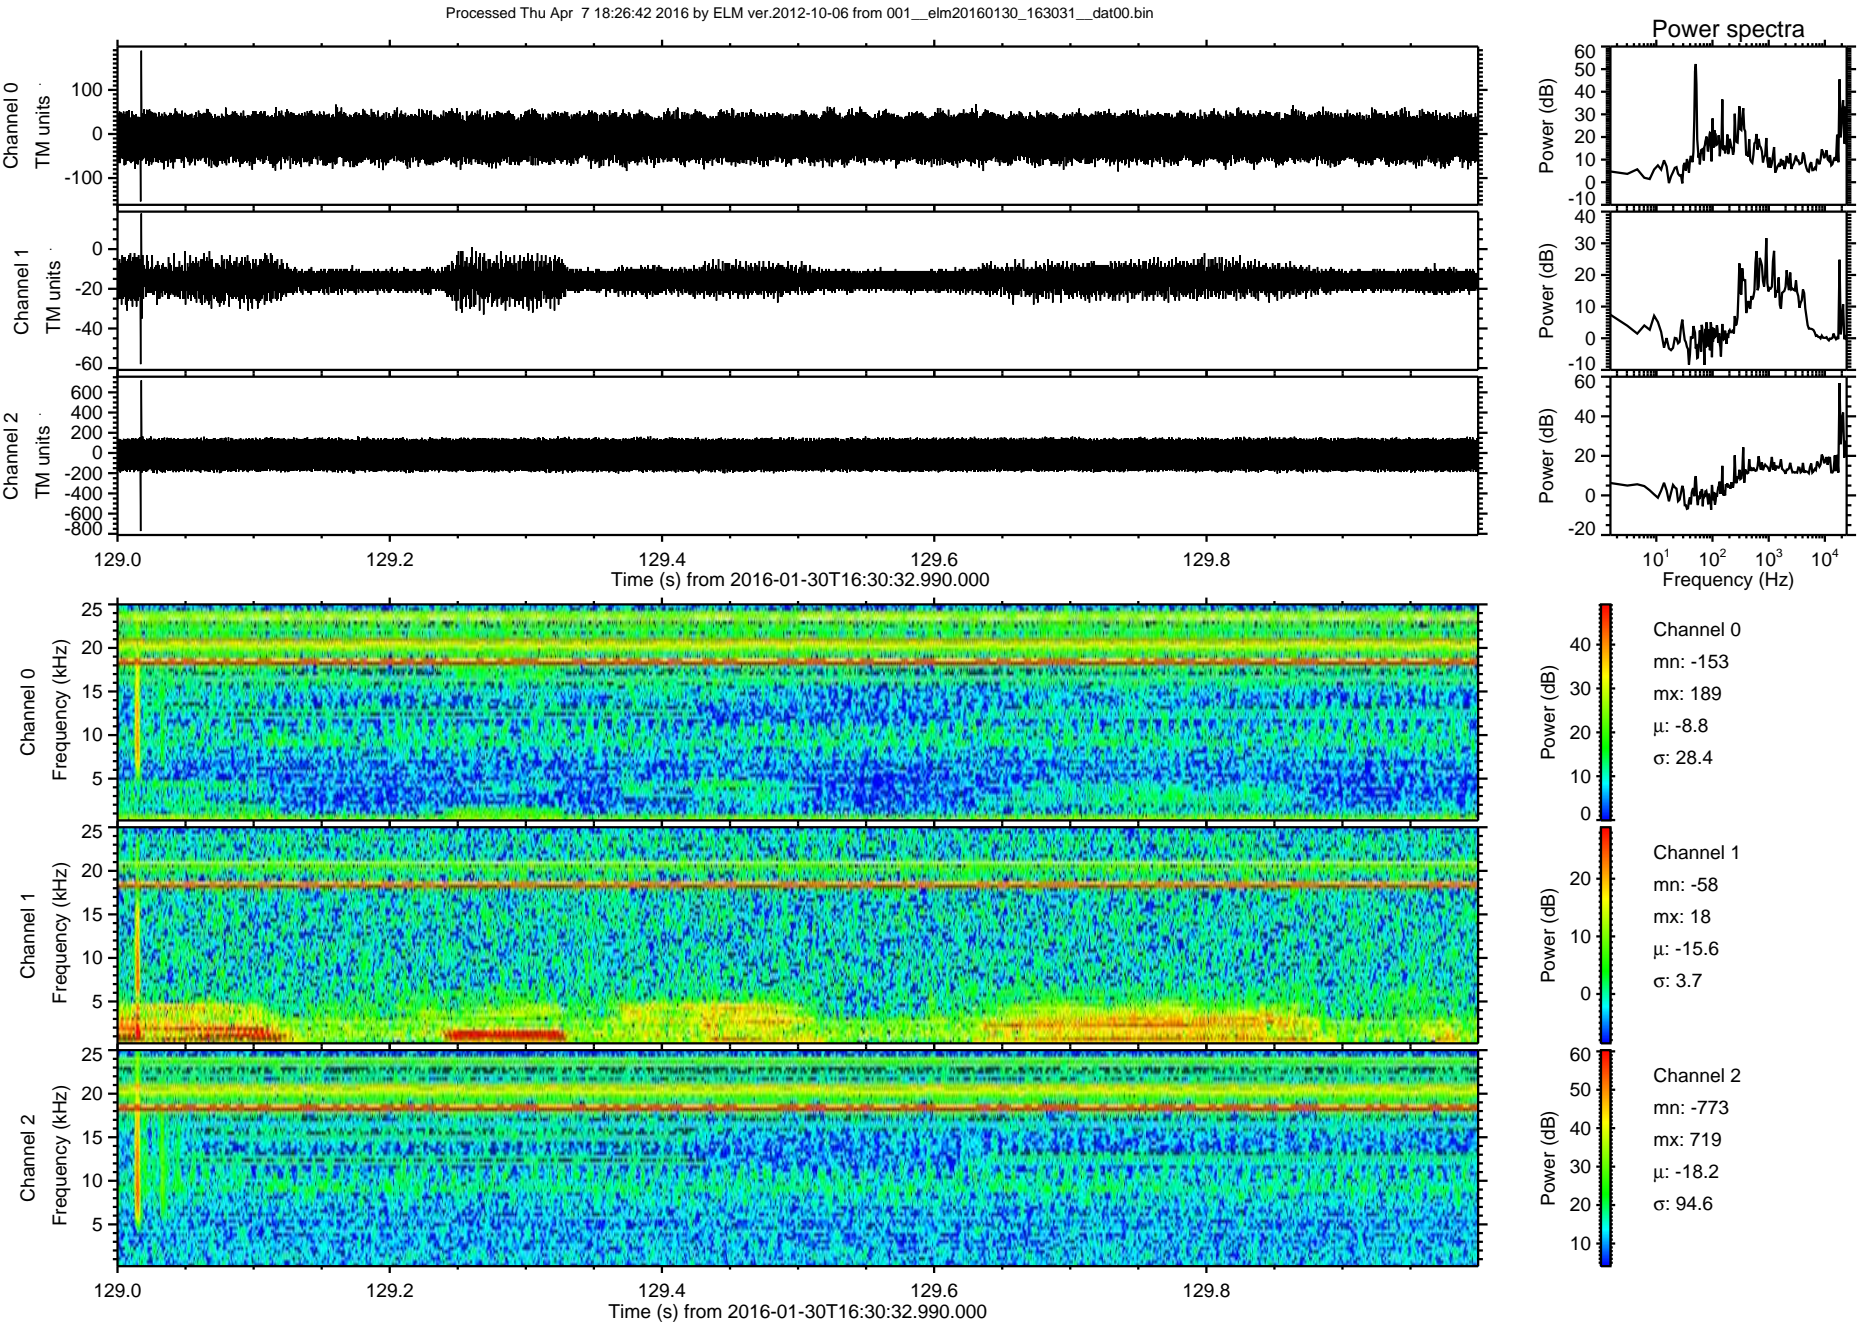 Processed Thu Apr  7 18:26:42 2016 by ELM ver.2012-10-06 from 001__elm20160130_163031__dat00.bin
Power spectra
Channel 0
TM units
100
0
-100
Power (dB)
60
50
40
30
20
10
0
-10
Channel 1
TM units
0
-20
-40
-60
Power (dB)
40
30
20
10
0
-10
Channel 2
TM units
600
400
200
0
-200
-400
-600
-800
Power (dB)
60
40
20
0
-20
129.0 129.2 129.4 129.6 129.8
Time (s) from 2016-01-30T16:30:32.990.000
10¹ 10² 10³ 10⁴
Frequency (Hz)
Channel 0
Frequency (kHz)
25
20
15
10
5
Power (dB)
40
30
20
10
0
Channel 0
mn: -153
mx: 189
μ: -8.8
σ: 28.4
Channel 1
Frequency (kHz)
25
20
15
10
5
Power (dB)
20
10
0
Channel 1
mn: -58
mx: 18
μ: -15.6
σ: 3.7
Channel 2
Frequency (kHz)
25
20
15
10
5
Power (dB)
60
50
40
30
20
10
Channel 2
mn: -773
mx: 719
μ: -18.2
σ: 94.6
129.0 129.2 129.4 129.6 129.8
Time (s) from 2016-01-30T16:30:32.990.000